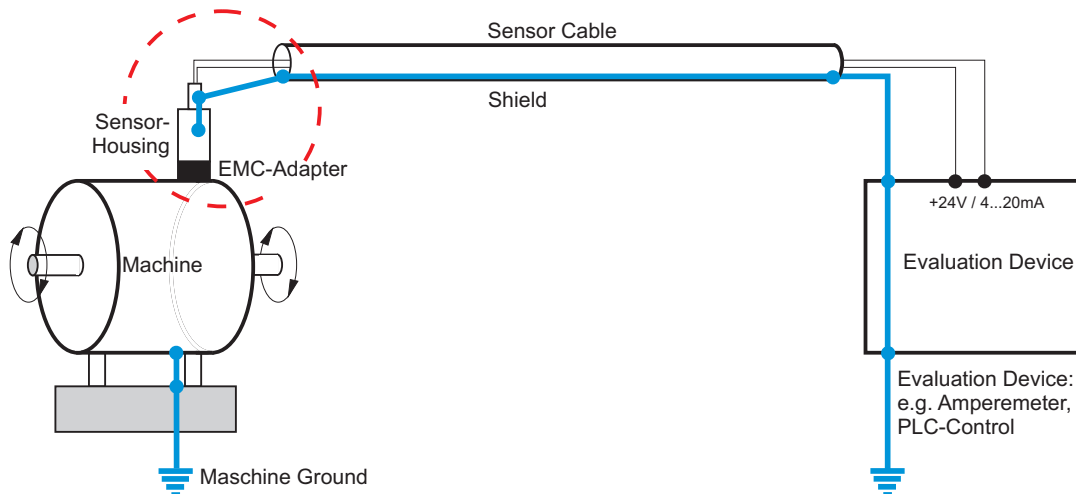 Sensor Cable
Shield
Sensor-
Housing
EMC-Adapter
+24V / 4...20mA
Machine
Evaluation Device
Evaluation Device:
e.g. Amperemeter,
PLC-Control
Maschine Ground